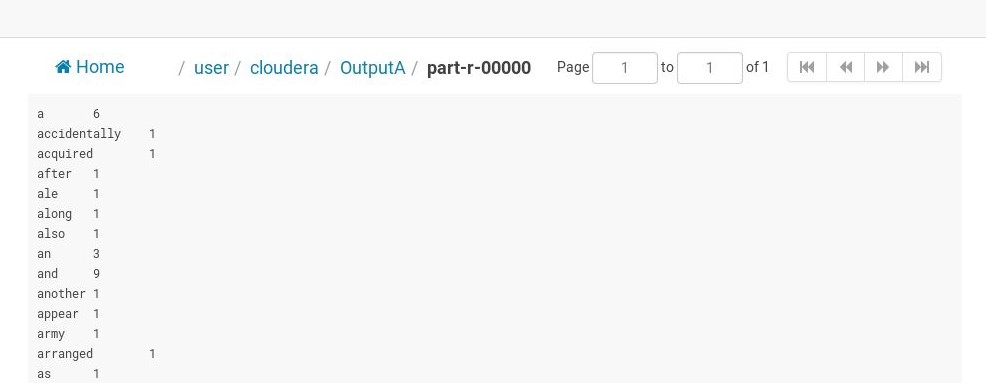 Home / user / cloudera / OutputA / part-r-00000 Page 1 to 1 of 1
a 6
accidentally 1
acquired 1
after 1
ale 1
along 1
also 1
an 3
and 9
another 1
appear 1
army 1
arranged 1
as 1